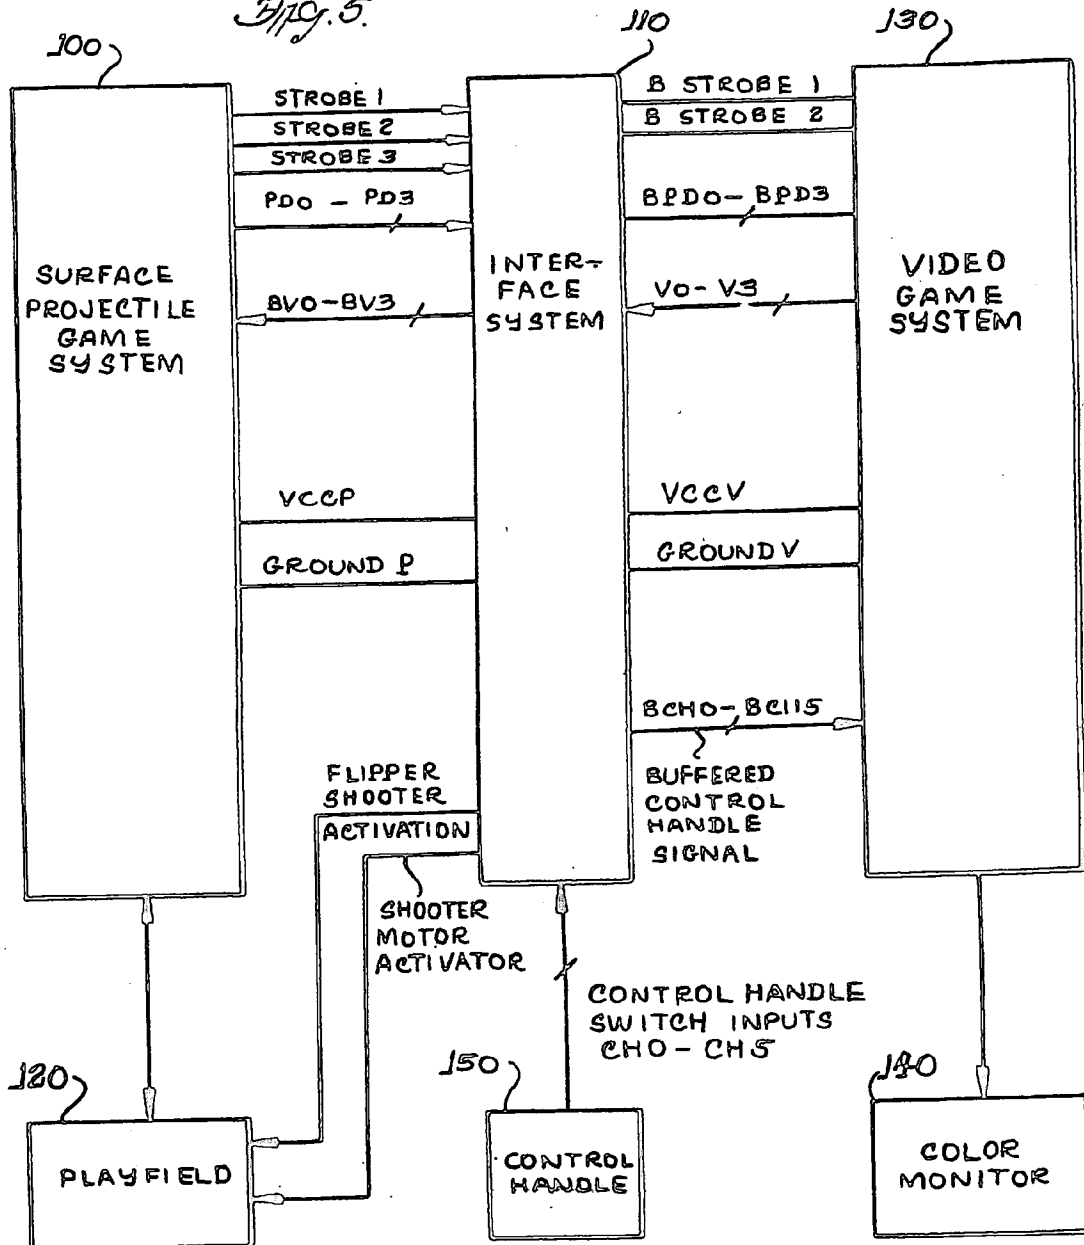 Fig. 5.
100
110
130
STROBE 1
STROBE 2
STROBE 3
PD0 - PD3
BV0-BV3
B STROBE 1
B STROBE 2
BPD0-BPD3
V0-V3
SURFACE
PROJECTILE
GAME
SYSTEM
INTER-
FACE
SYSTEM
VIDEO
GAME
SYSTEM
VCCP
GROUND P
VCCV
GROUND V
BCH0-BCH5
BUFFERED
CONTROL
HANDLE
SIGNAL
FLIPPER
SHOOTER
ACTIVATION
SHOOTER
MOTOR
ACTIVATOR
CONTROL HANDLE
SWITCH INPUTS
CH0-CH5
120
150
140
PLAYFIELD
CONTROL
HANDLE
COLOR
MONITOR